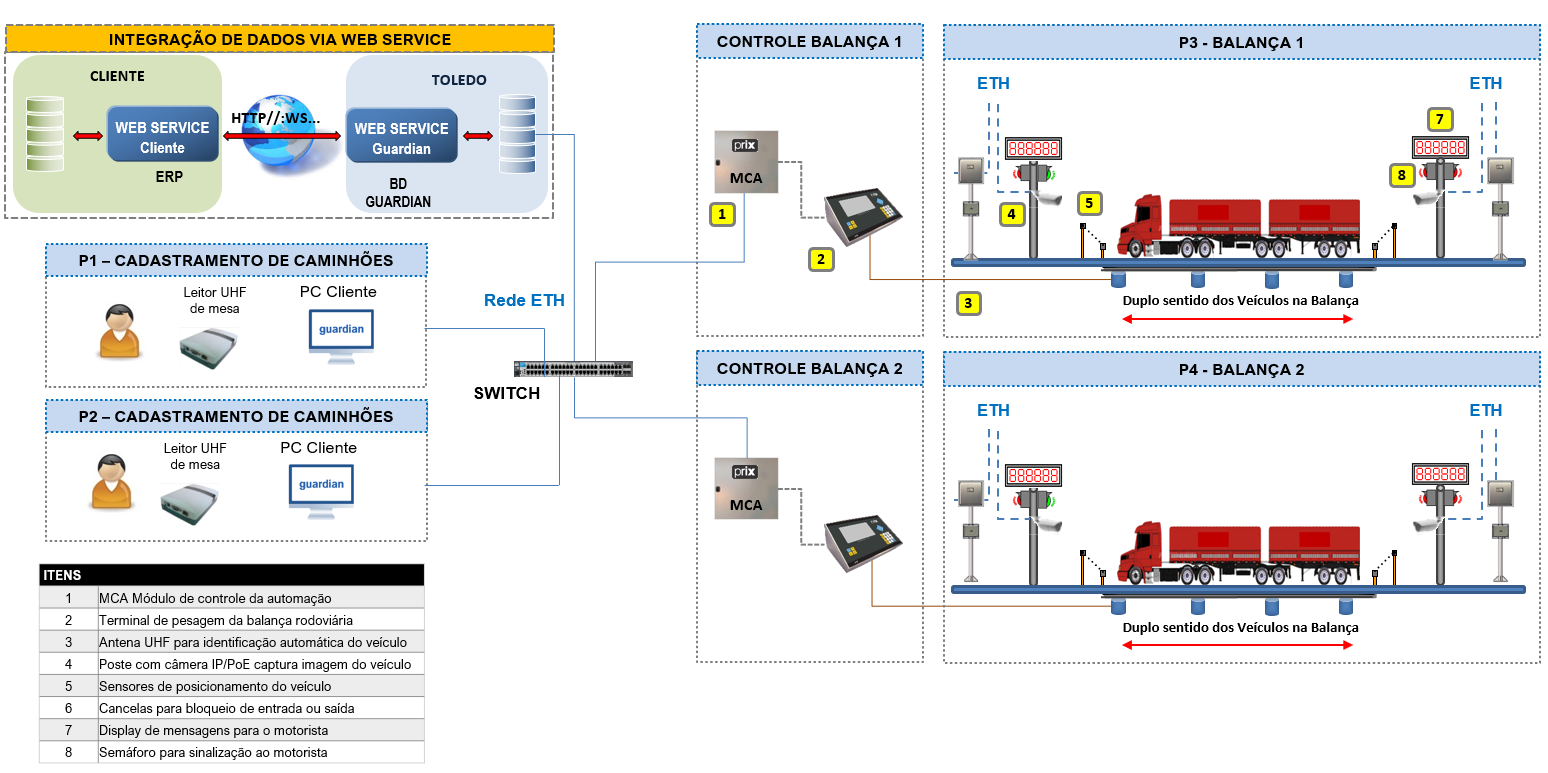 INTEGRAÇÃO DE DADOS VIA WEB SERVICE
CLIENTE
TOLEDO
WEB SERVICE
Cliente
HTTP//:WS...
WEB SERVICE
Guardian
ERP
BD
GUARDIAN
P1 – CADASTRAMENTO DE CAMINHÕES
Leitor UHF
de mesa
PC Cliente
guardian
P2 – CADASTRAMENTO DE CAMINHÕES
Leitor UHF
de mesa
PC Cliente
guardian
Rede ETH
SWITCH
CONTROLE BALANÇA 1
prix
MCA
1
2
P3 - BALANÇA 1
ETH
ETH
7
8
4
5
3
Duplo sentido dos Veículos na Balança
CONTROLE BALANÇA 2
prix
MCA
P4 - BALANÇA 2
ETH
ETH
Duplo sentido dos Veículos na Balança
ITENS
1 MCA Módulo de controle da automação
2 Terminal de pesagem da balança rodoviária
3 Antena UHF para identificação automática do veículo
4 Poste com câmera IP/PoE captura imagem do veículo
5 Sensores de posicionamento do veículo
6 Cancelas para bloqueio de entrada ou saída
7 Display de mensagens para o motorista
8 Semáforo para sinalização ao motorista